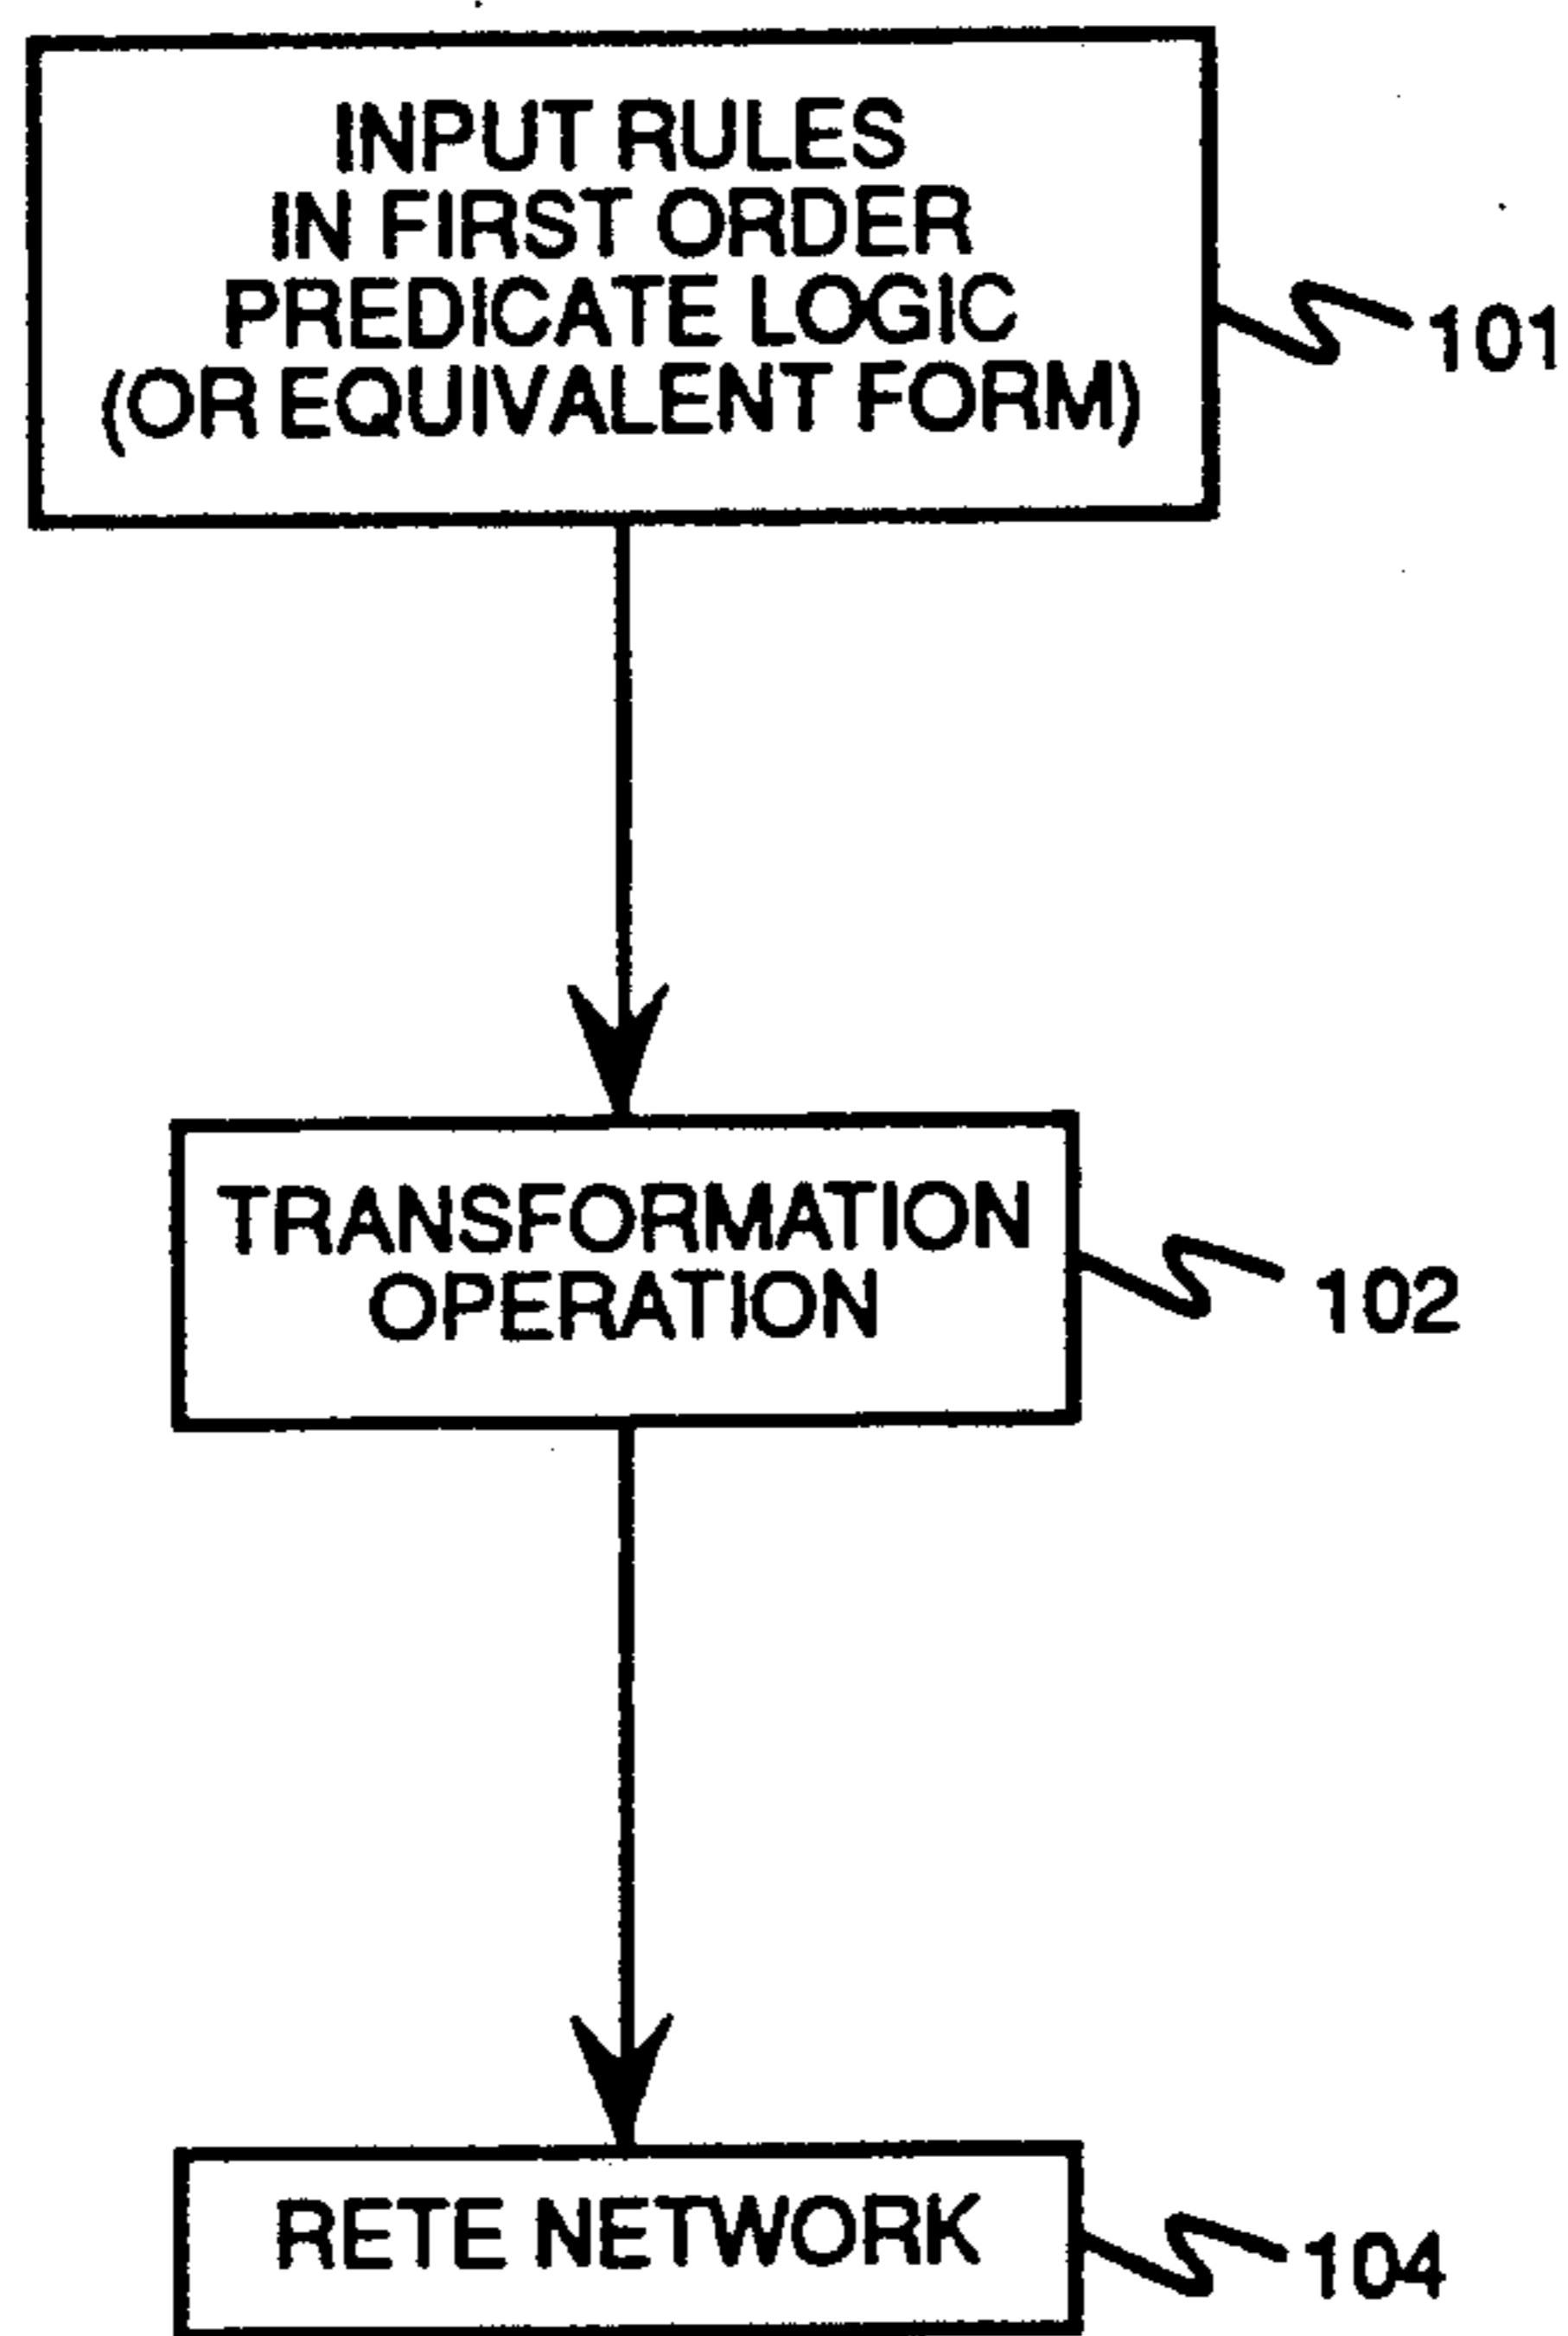 INPUT RULES
IN FIRST ORDER
PREDICATE LOGIC
(OR EQUIVALENT FORM)
101
TRANSFORMATION
OPERATION
102
RETE NETWORK
104